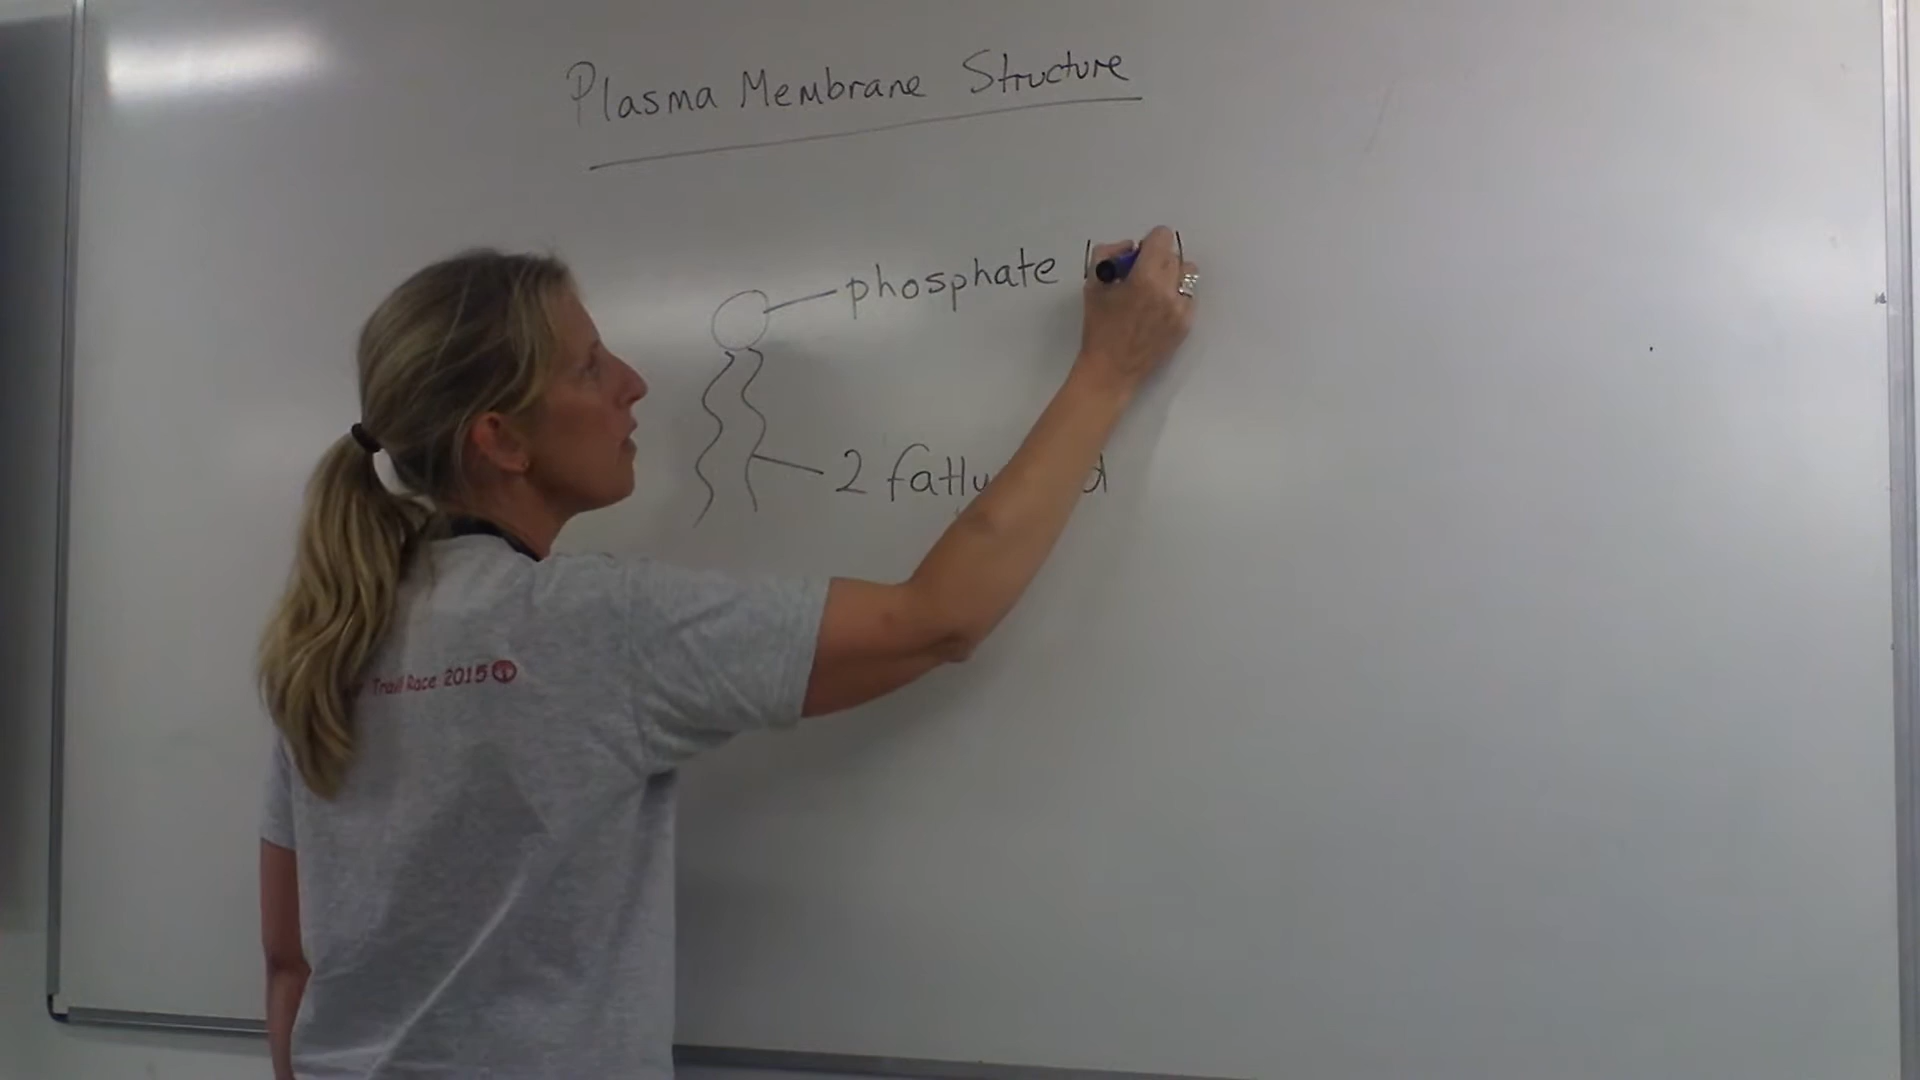 Plasma Membrane Structure
phosphate
2 fatty
Trail Race 2015